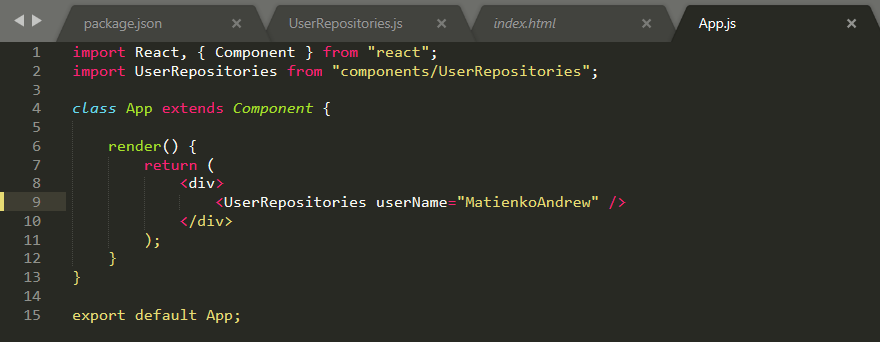 package.json
UserRepositories.js
index.html
App.js
1 import React, { Component } from "react";
2 import UserRepositories from "components/UserRepositories";
3
4 class App extends Component {
5
6 render() {
7 return (
8 <div>
9 <UserRepositories userName="MatienkoAndrew" />
10 </div>
11 );
12 }
13 }
14
15 export default App;